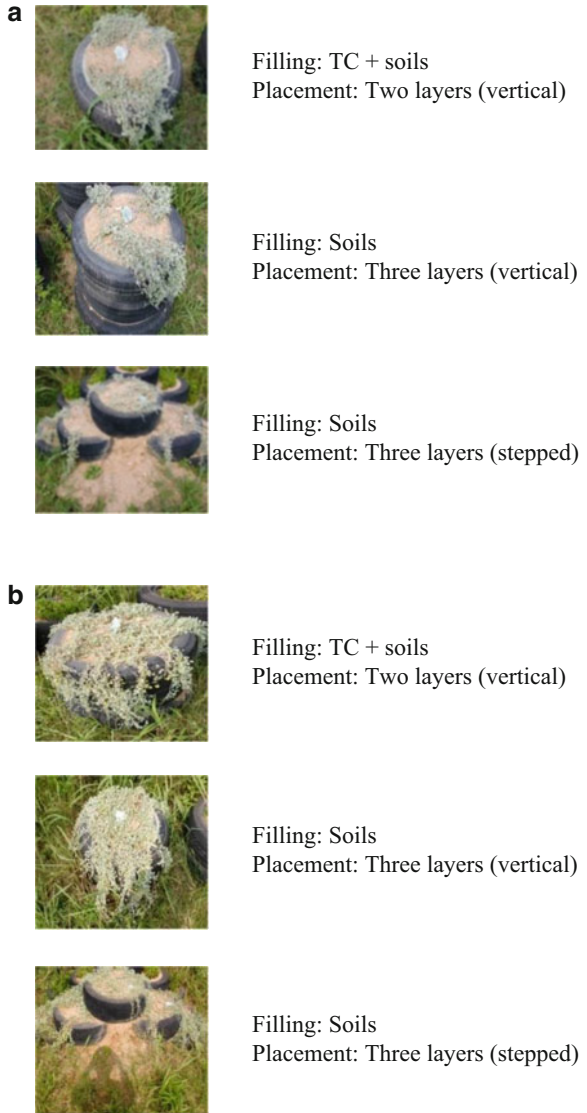 a
Filling: TC + soils
Placement: Two layers (vertical)
Filling: Soils
Placement: Three layers (vertical)
Filling: Soils
Placement: Three layers (stepped)
b
Filling: TC + soils
Placement: Two layers (vertical)
Filling: Soils
Placement: Three layers (vertical)
Filling: Soils
Placement: Three layers (stepped)